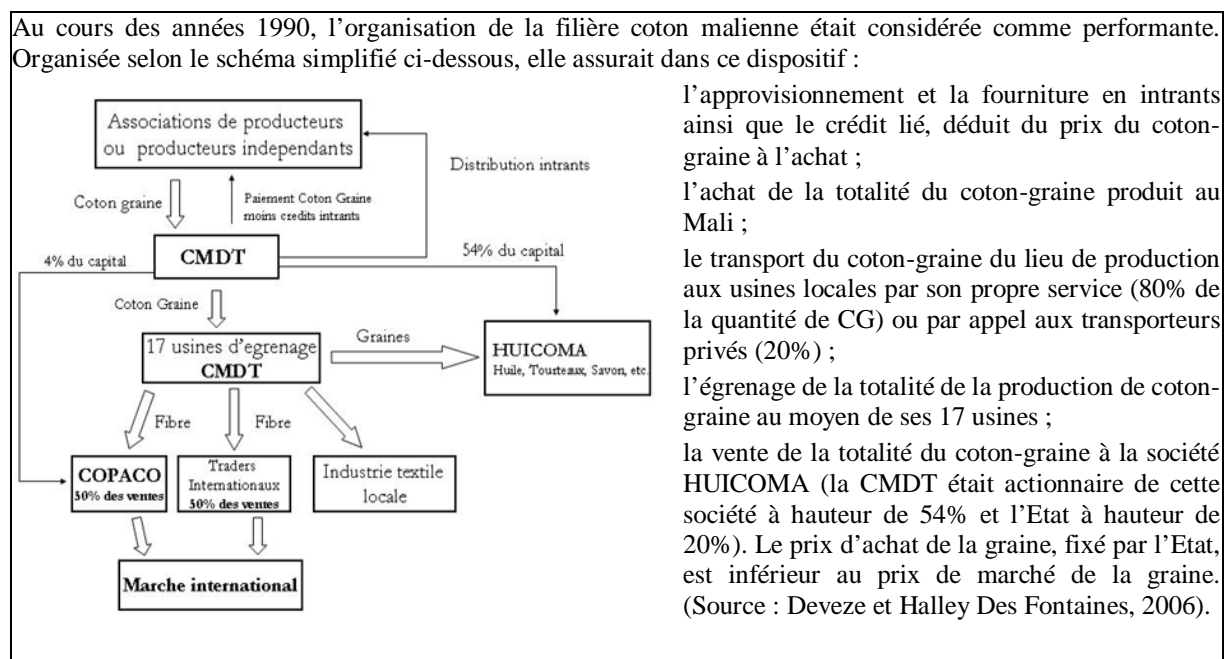 Au cours des années 1990, l'organisation de la filière coton malienne était considérée comme performante.
Organisée selon le schéma simplifié ci-dessous, elle assurait dans ce dispositif :
Associations de producteurs
ou producteurs independants
Distribution intrants
Coton graine
Paiement Coton Graine
moins credits intrants
4% du capital
CMDT
54% du capital
Coton Graine
17 usines d'egrenage
CMDT
Graines
HUICOMA
Huile, Tourteaux, Savon, etc.
Fibre
Fibre
COPACO
50% des ventes
Traders
Internationaux
50% des ventes
Industrie textile
locale
Marche international
l'approvisionnement et la fourniture en intrants
ainsi que le crédit lié, déduit du prix du coton-
graine à l'achat ;
l'achat de la totalité du coton-graine produit au
Mali ;
le transport du coton-graine du lieu de production
aux usines locales par son propre service (80% de
la quantité de CG) ou par appel aux transporteurs
privés (20%) ;
l'égrenage de la totalité de la production de coton-
graine au moyen de ses 17 usines ;
la vente de la totalité du coton-graine à la société
HUICOMA (la CMDT était actionnaire de cette
société à hauteur de 54% et l'Etat à hauteur de
20%). Le prix d'achat de la graine, fixé par l'Etat,
est inférieur au prix de marché de la graine.
(Source : Deveze et Halley Des Fontaines, 2006).